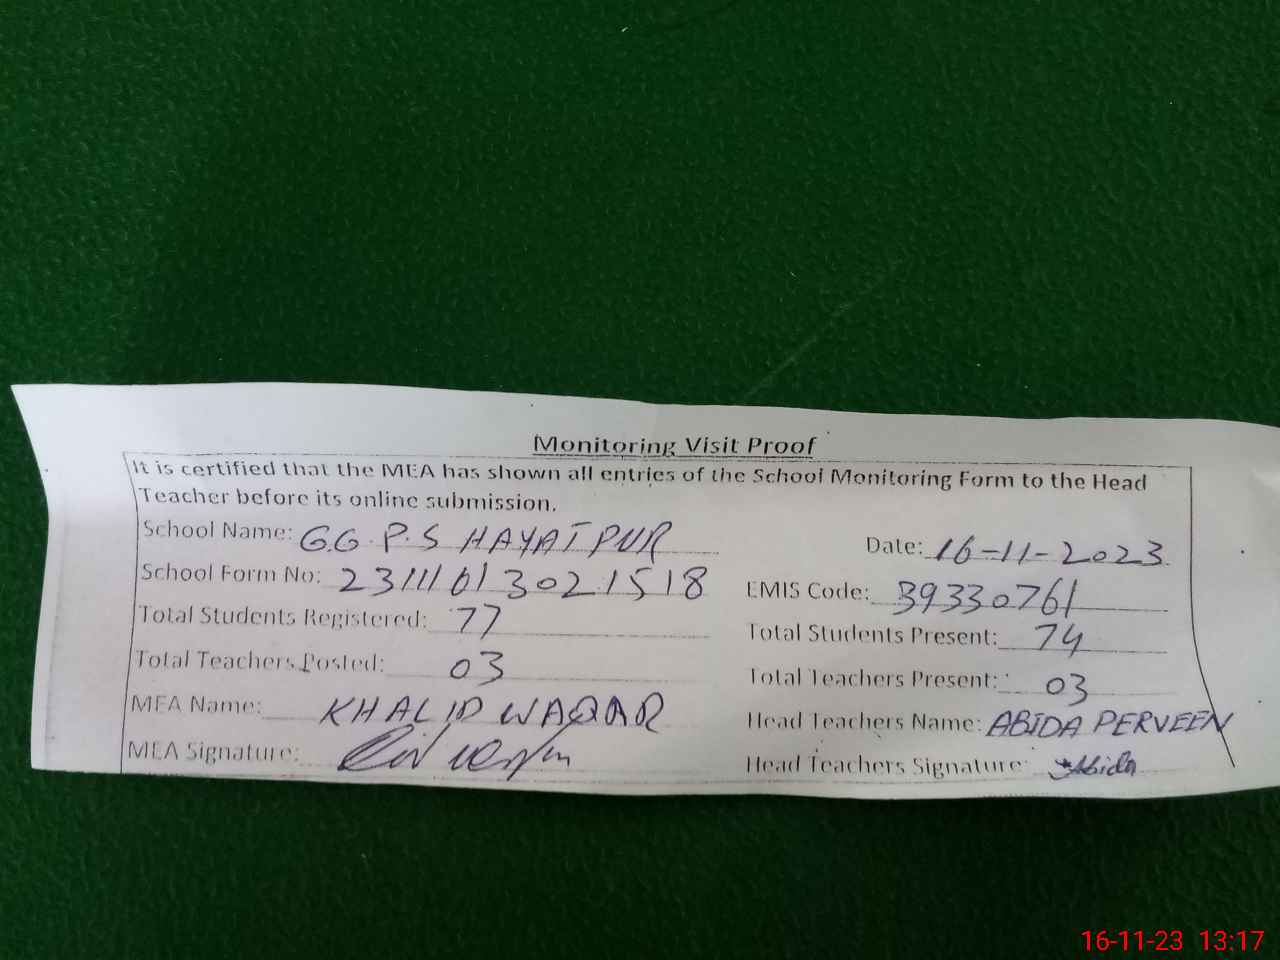 Monitoring Visit Proof
It is certified that the MEA has shown all entries of the School Monitoring Form to the Head
Teacher before its online submission.
School Name: G.G.P.S HAYATPUR Date: 16-11-2023
School Form No: 23111013021518 EMIS Code: 39330761
Total Students Registered: 77 Total Students Present: 74
Total Teachers Posted: 03 Total Teachers Present: 03
MEA Name: KHALID WAQAR Head Teachers Name: ABIDA PERVEEN
MEA Signature: Head Teachers Signature: Abida
16-11-23 13:17